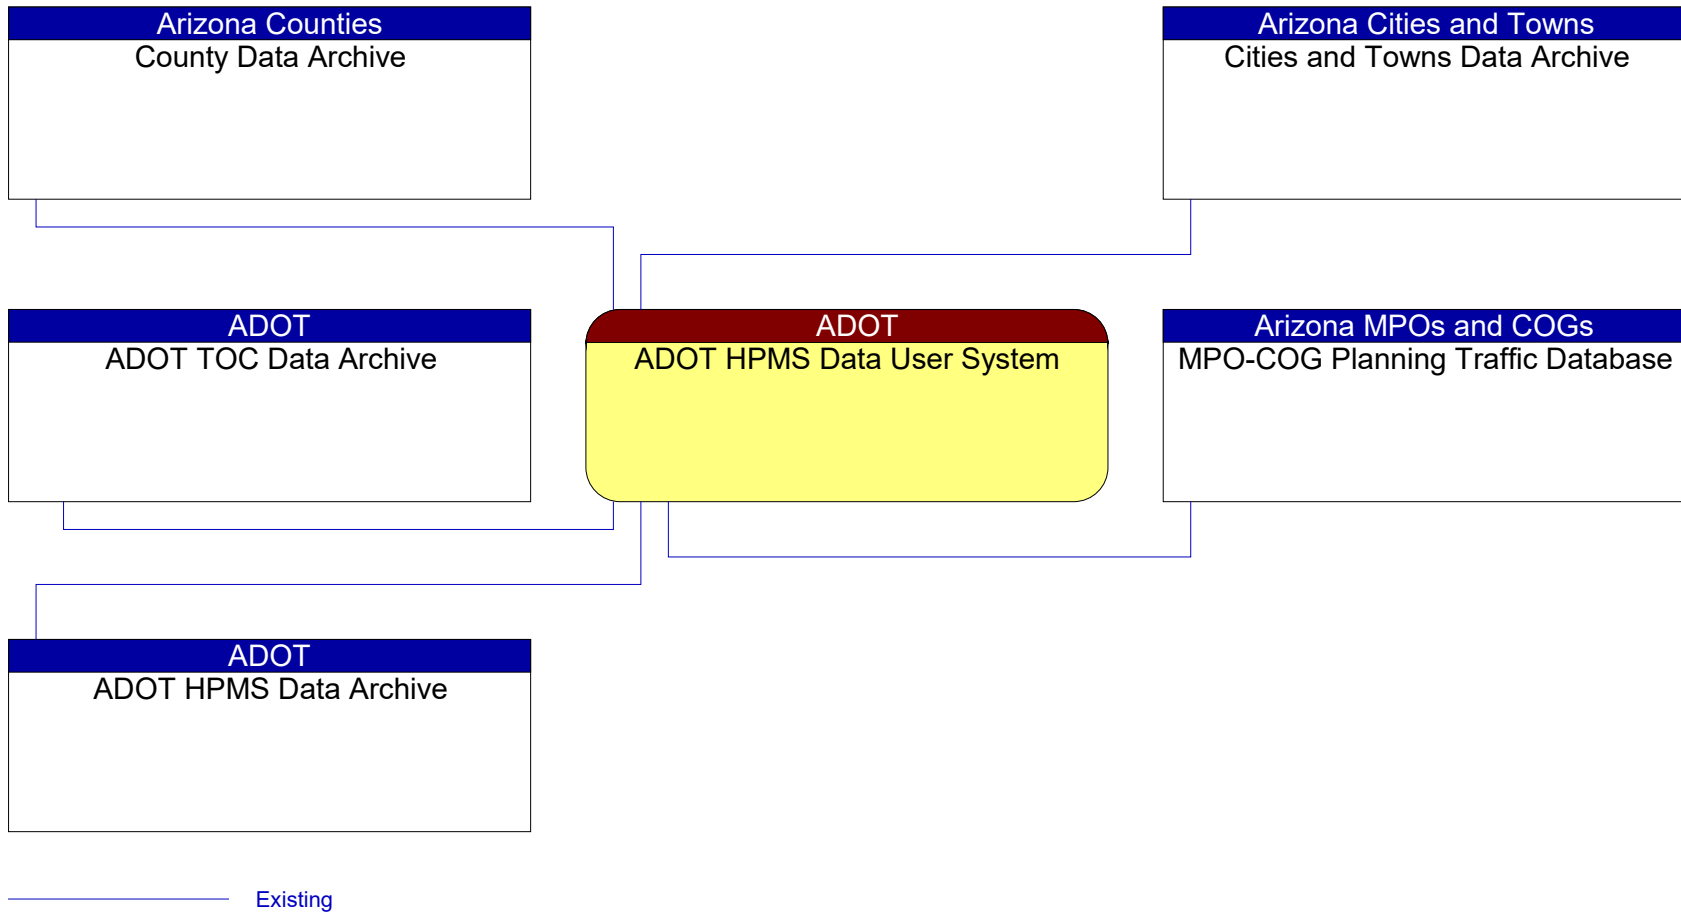 Arizona Counties
County Data Archive
Arizona Cities and Towns
Cities and Towns Data Archive
ADOT
ADOT TOC Data Archive
ADOT
ADOT HPMS Data User System
Arizona MPOs and COGs
MPO-COG Planning Traffic Database
ADOT
ADOT HPMS Data Archive
Existing